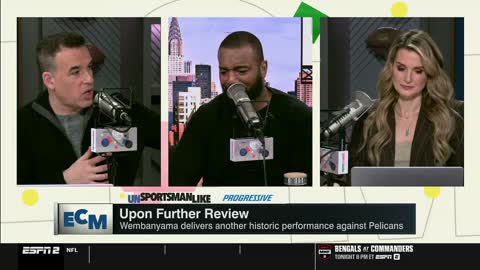 UNSPORTSMANLIKE PROGRESSIVE
ECM
Upon Further Review
Wembanyama delivers another historic performance against Pelicans
ESPN2 NFL
BENGALS AT COMMANDERS
TONIGHT 8 PM ET ESPN2